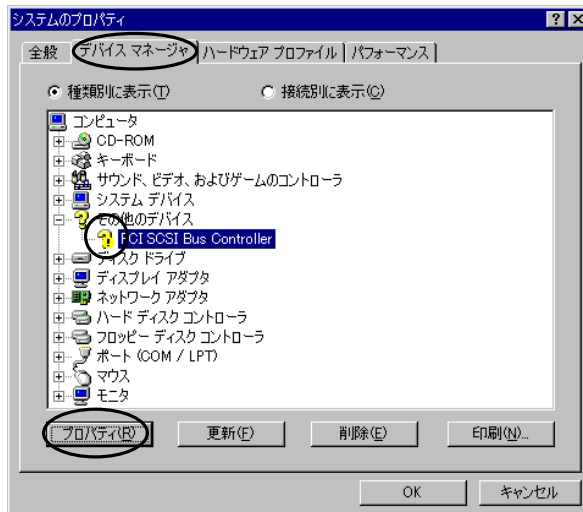 システムのプロパティ
全般 デバイス マネージャ ハードウェア プロファイル パフォーマンス
種類別に表示(T) 接続別に表示(C)
コンピュータ
CD-ROM
キーボード
サウンド、ビデオ、およびゲームのコントローラ
システム デバイス
その他のデバイス
PCI SCSI Bus Controller
ディスク ドライブ
ディスプレイ アダプタ
ネットワーク アダプタ
ハード ディスク コントローラ
フロッピー ディスク コントローラ
ポート (COM / LPT)
マウス
モニタ
プロパティ(R) 更新(F) 削除(E) 印刷(N)...
OK キャンセル